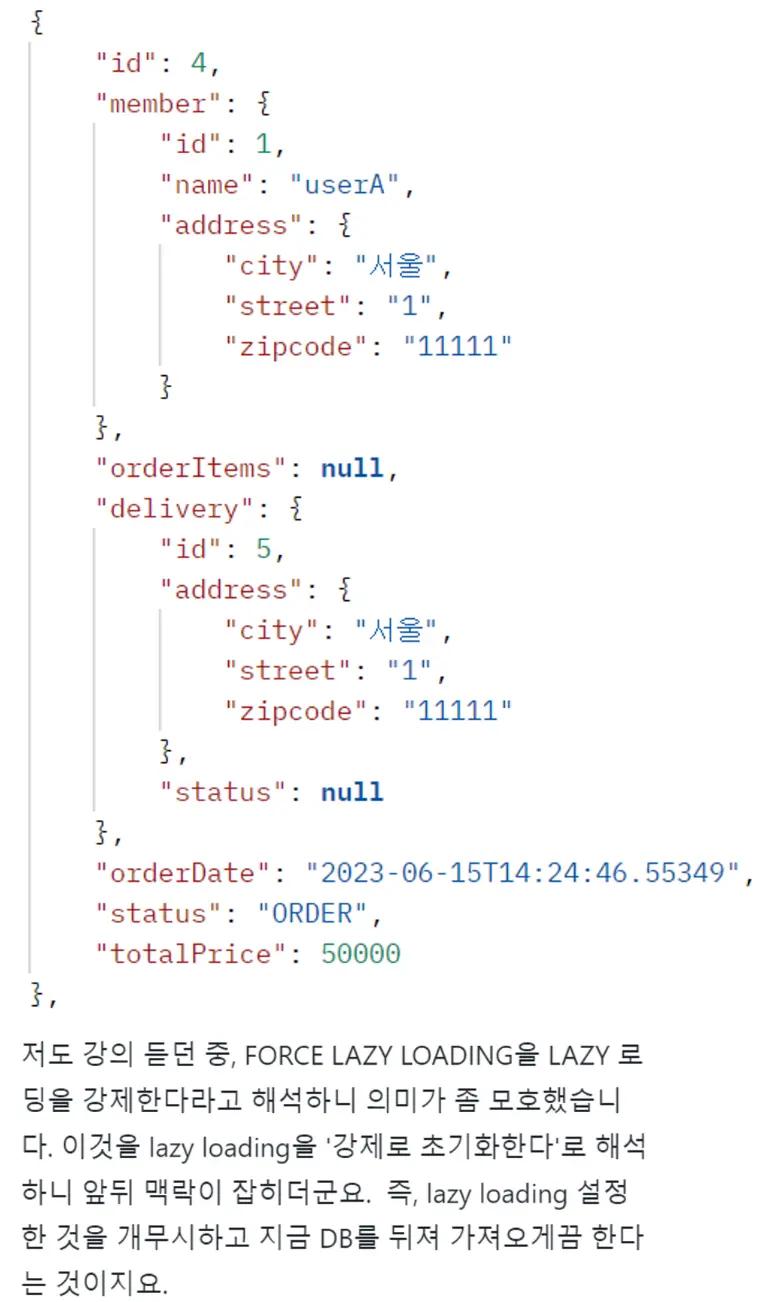 {
"id": 4,
"member": {
"id": 1,
"name": "userA",
"address": {
"city": "서울",
"street": "1",
"zipcode": "11111"
}
},
"orderItems": null,
"delivery": {
"id": 5,
"address": {
"city": "서울",
"street": "1",
"zipcode": "11111"
},
"status": null
},
"orderDate": "2023-06-15T14:24:46.55349",
"status": "ORDER",
"totalPrice": 50000
},
저도 강의 듣던 중, FORCE LAZY LOADING을 LAZY 로
딩을 강제한다라고 해석하니 의미가 좀 모호했습니
다. 이것을 lazy loading을 '강제로 초기화한다'로 해석
하니 앞뒤 맥락이 잡히더군요. 즉, lazy loading 설정
한 것을 개무시하고 지금 DB를 뒤져 가져오게끔 한다
는 것이지요.